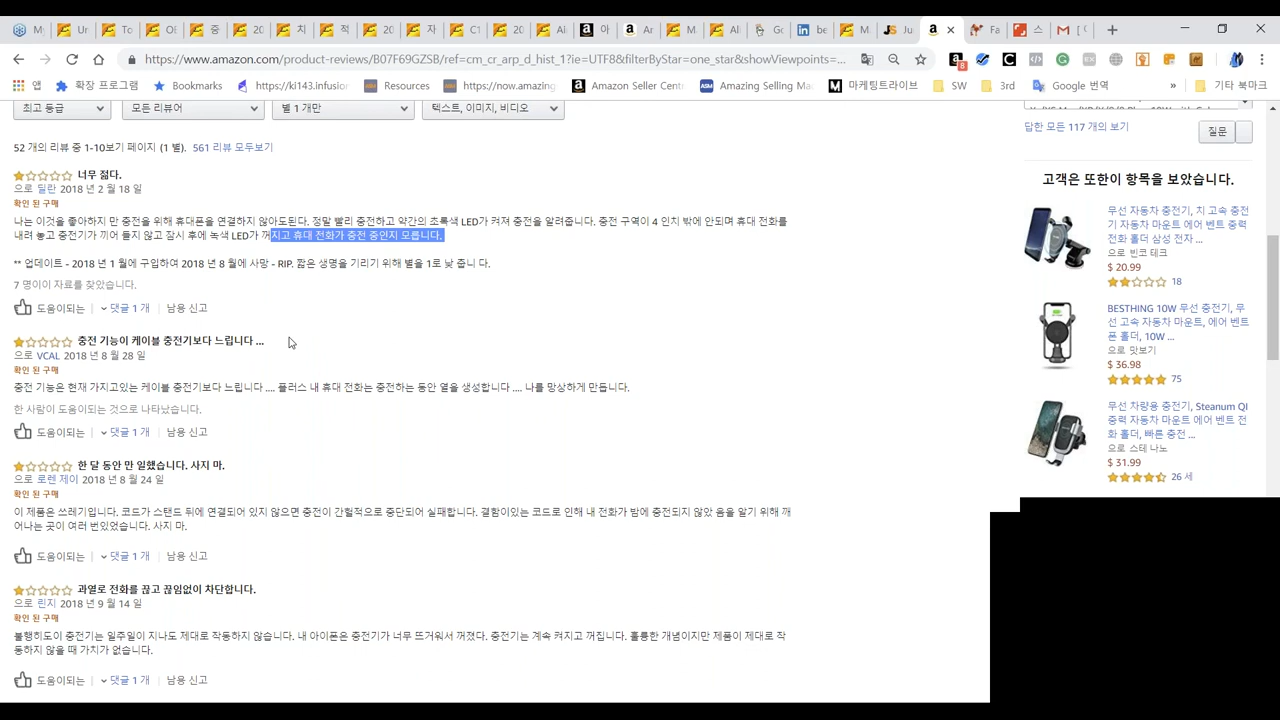 My
Ur
To
Ol
중
20
치
적
20
자
C1
20
Ai
아
Ar
M
All
Go
be
M
Ju
Fa
스
https://www.amazon.com/product-reviews/B07F69GZSB/ref=cm_cr_arp_d_hist_1?ie=UTF8&filterByStar=one_star&showViewpoints=...
8
앱
확장 프로그램
Bookmarks
https://ki143.infusion
Resources
https://now.amazing
Amazon Seller Cent
Amazing Selling Ma
마케팅트라이브
SW
3rd
Google 번역
»
기타 북마크
최고 등급
모든 리뷰어
별 1 개만
텍스트, 이미지, 비디오
52 개의 리뷰 중 1-10보기 페이지 (1 별). 561 리뷰 모두보기
너무 젊다.
으로 딜란 2018 년 2 월 18 일
확인 된 구매
나는 이것을 좋아하지 만 충전을 위해 휴대폰을 연결하지 않아도된다. 정말 빨리 충전하고 약간의 초록색 LED가 켜져 충전을 알려줍니다. 충전 구역이 4 인치 밖에 안되며 휴대 전화를
내려 놓고 충전기가 끼어 들지 않고 잠시 후에 녹색 LED가 꺼지고 휴대 전화가 충전 중인지 모릅니다.
** 업데이트 - 2018 년 1 월에 구입하여 2018 년 8 월에 사망 - RIP. 짧은 생명을 기리기 위해 별을 1로 낮 춥니 다.
7 명이이 자료를 찾았습니다.
도움이되는
댓글 1 개
남용 신고
충전 기능이 케이블 충전기보다 느립니다 ...
으로 VCAL 2018 년 8 월 28 일
확인 된 구매
충전 기능은 현재 가지고있는 케이블 충전기보다 느립니다 .... 플러스 내 휴대 전화는 충전하는 동안 열을 생성합니다 .... 나를 망상하게 만듭니다.
한 사람이 도움이되는 것으로 나타났습니다.
도움이되는
댓글 1 개
남용 신고
한 달 동안 만 일했습니다. 사지 마.
으로 로렌 제이 2018 년 8 월 24 일
확인 된 구매
이 제품은 쓰레기입니다. 코드가 스탠드 뒤에 연결되어 있지 않으면 충전이 간헐적으로 중단되어 실패합니다. 결함이있는 코드로 인해 내 전화가 밤에 충전되지 않았 음을 알기 위해 깨
어나는 곳이 여러 번있었습니다. 사지 마.
도움이되는
댓글 1 개
남용 신고
과열로 전화를 끊고 끊임없이 차단합니다.
으로 린지 2018 년 9 월 14 일
확인 된 구매
불행히도이 충전기는 일주일이 지나도 제대로 작동하지 않습니다. 내 아이폰은 충전기가 너무 뜨거워서 꺼졌다. 충전기는 계속 켜지고 꺼집니다. 훌륭한 개념이지만 제품이 제대로 작
동하지 않을 때 가치가 없습니다.
도움이되는
댓글 1 개
남용 신고
답한 모든 117 개의 보기
질문
고객은 또한이 항목을 보았습니다.
무선 자동차 충전기, 치 고속 충전
기 자동차 마운트 에어 벤트 중력
전화 홀더 삼성 전자 ...
으로 빈코 테크
$ 20.99
18
BESTHING 10W 무선 충전기, 무
선 고속 자동차 마운트, 에어 벤트
폰 홀더, 10W ...
으로 맛보기
$ 36.98
75
무선 차량용 충전기, Steanum QI
중력 자동차 마운트 에어 벤트 전
화 홀더, 빠른 충전 ...
으로 스테 나노
$ 31.99
26 세